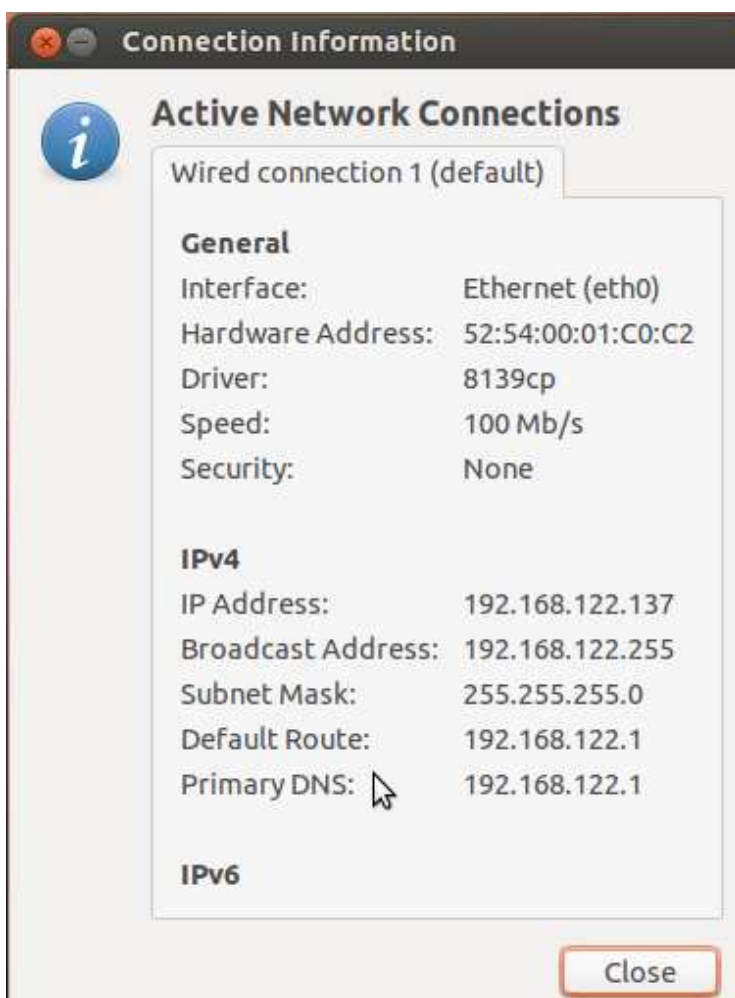 Connection Information
Active Network Connections
Wired connection 1 (default)
General
Interface: Ethernet (eth0)
Hardware Address: 52:54:00:01:C0:C2
Driver: 8139cp
Speed: 100 Mb/s
Security: None
IPv4
IP Address: 192.168.122.137
Broadcast Address: 192.168.122.255
Subnet Mask: 255.255.255.0
Default Route: 192.168.122.1
Primary DNS: 192.168.122.1
IPv6
Close